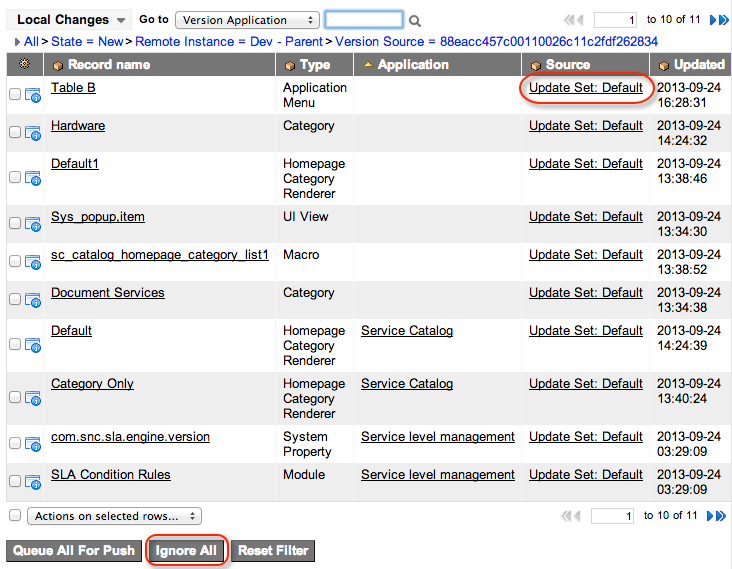 Local Changes Go to Version Application 1 to 10 of 11
All > State = New > Remote Instance = Dev - Parent > Version Source = 88eacc457c00110026c11c2fdf262834
Record name Type Application Source Updated
Table B Application Menu Update Set: Default 2013-09-24 16:28:31
Hardware Category Update Set: Default 2013-09-24 14:24:32
Default1 Homepage Category Renderer Update Set: Default 2013-09-24 13:38:46
Sys_popup,item UI View Update Set: Default 2013-09-24 13:34:30
sc_catalog_homepage_category_list1 Macro Update Set: Default 2013-09-24 13:38:52
Document Services Category Update Set: Default 2013-09-24 13:34:38
Default Homepage Category Renderer Service Catalog Update Set: Default 2013-09-24 14:24:39
Category Only Homepage Category Renderer Service Catalog Update Set: Default 2013-09-24 13:40:24
com.snc.sla.engine.version System Property Service level management Update Set: Default 2013-09-24 03:29:09
SLA Condition Rules Module Service level management Update Set: Default 2013-09-24 03:29:09
Actions on selected rows... 1 to 10 of 11
Queue All For Push Ignore All Reset Filter